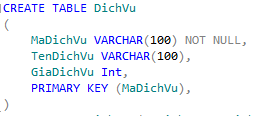 CREATE TABLE DichVu
(
MaDichVu VARCHAR(100) NOT NULL,
TenDichVu VARCHAR(100),
GiaDichVu Int,
PRIMARY KEY (MaDichVu),
)